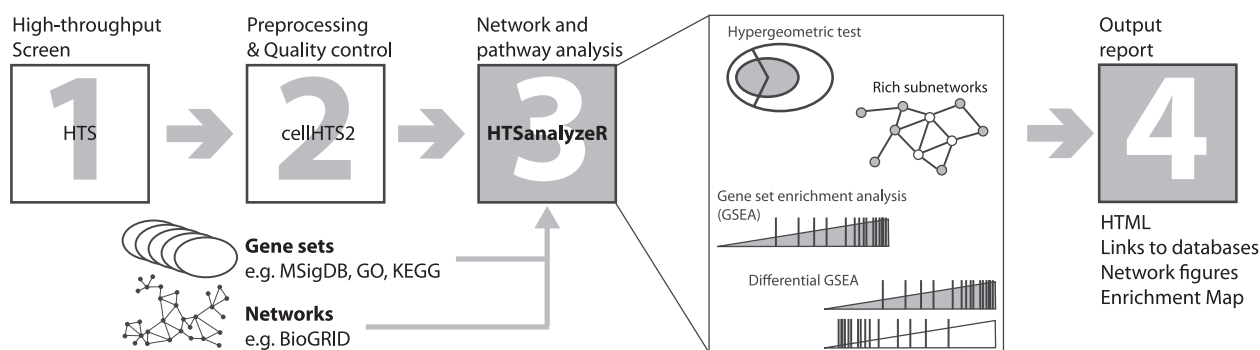 High-throughput
Screen
1
HTS
Preprocessing
& Quality control
2
cellHTS2
Network and
pathway analysis
3
HTSanalyzeR
Gene sets
e.g. MSigDB, GO, KEGG
Networks
e.g. BioGRID
Hypergeometric test
Rich subnetworks
Gene set enrichment analysis
(GSEA)
Differential GSEA
Output
report
4
HTML
Links to databases
Network figures
Enrichment Map